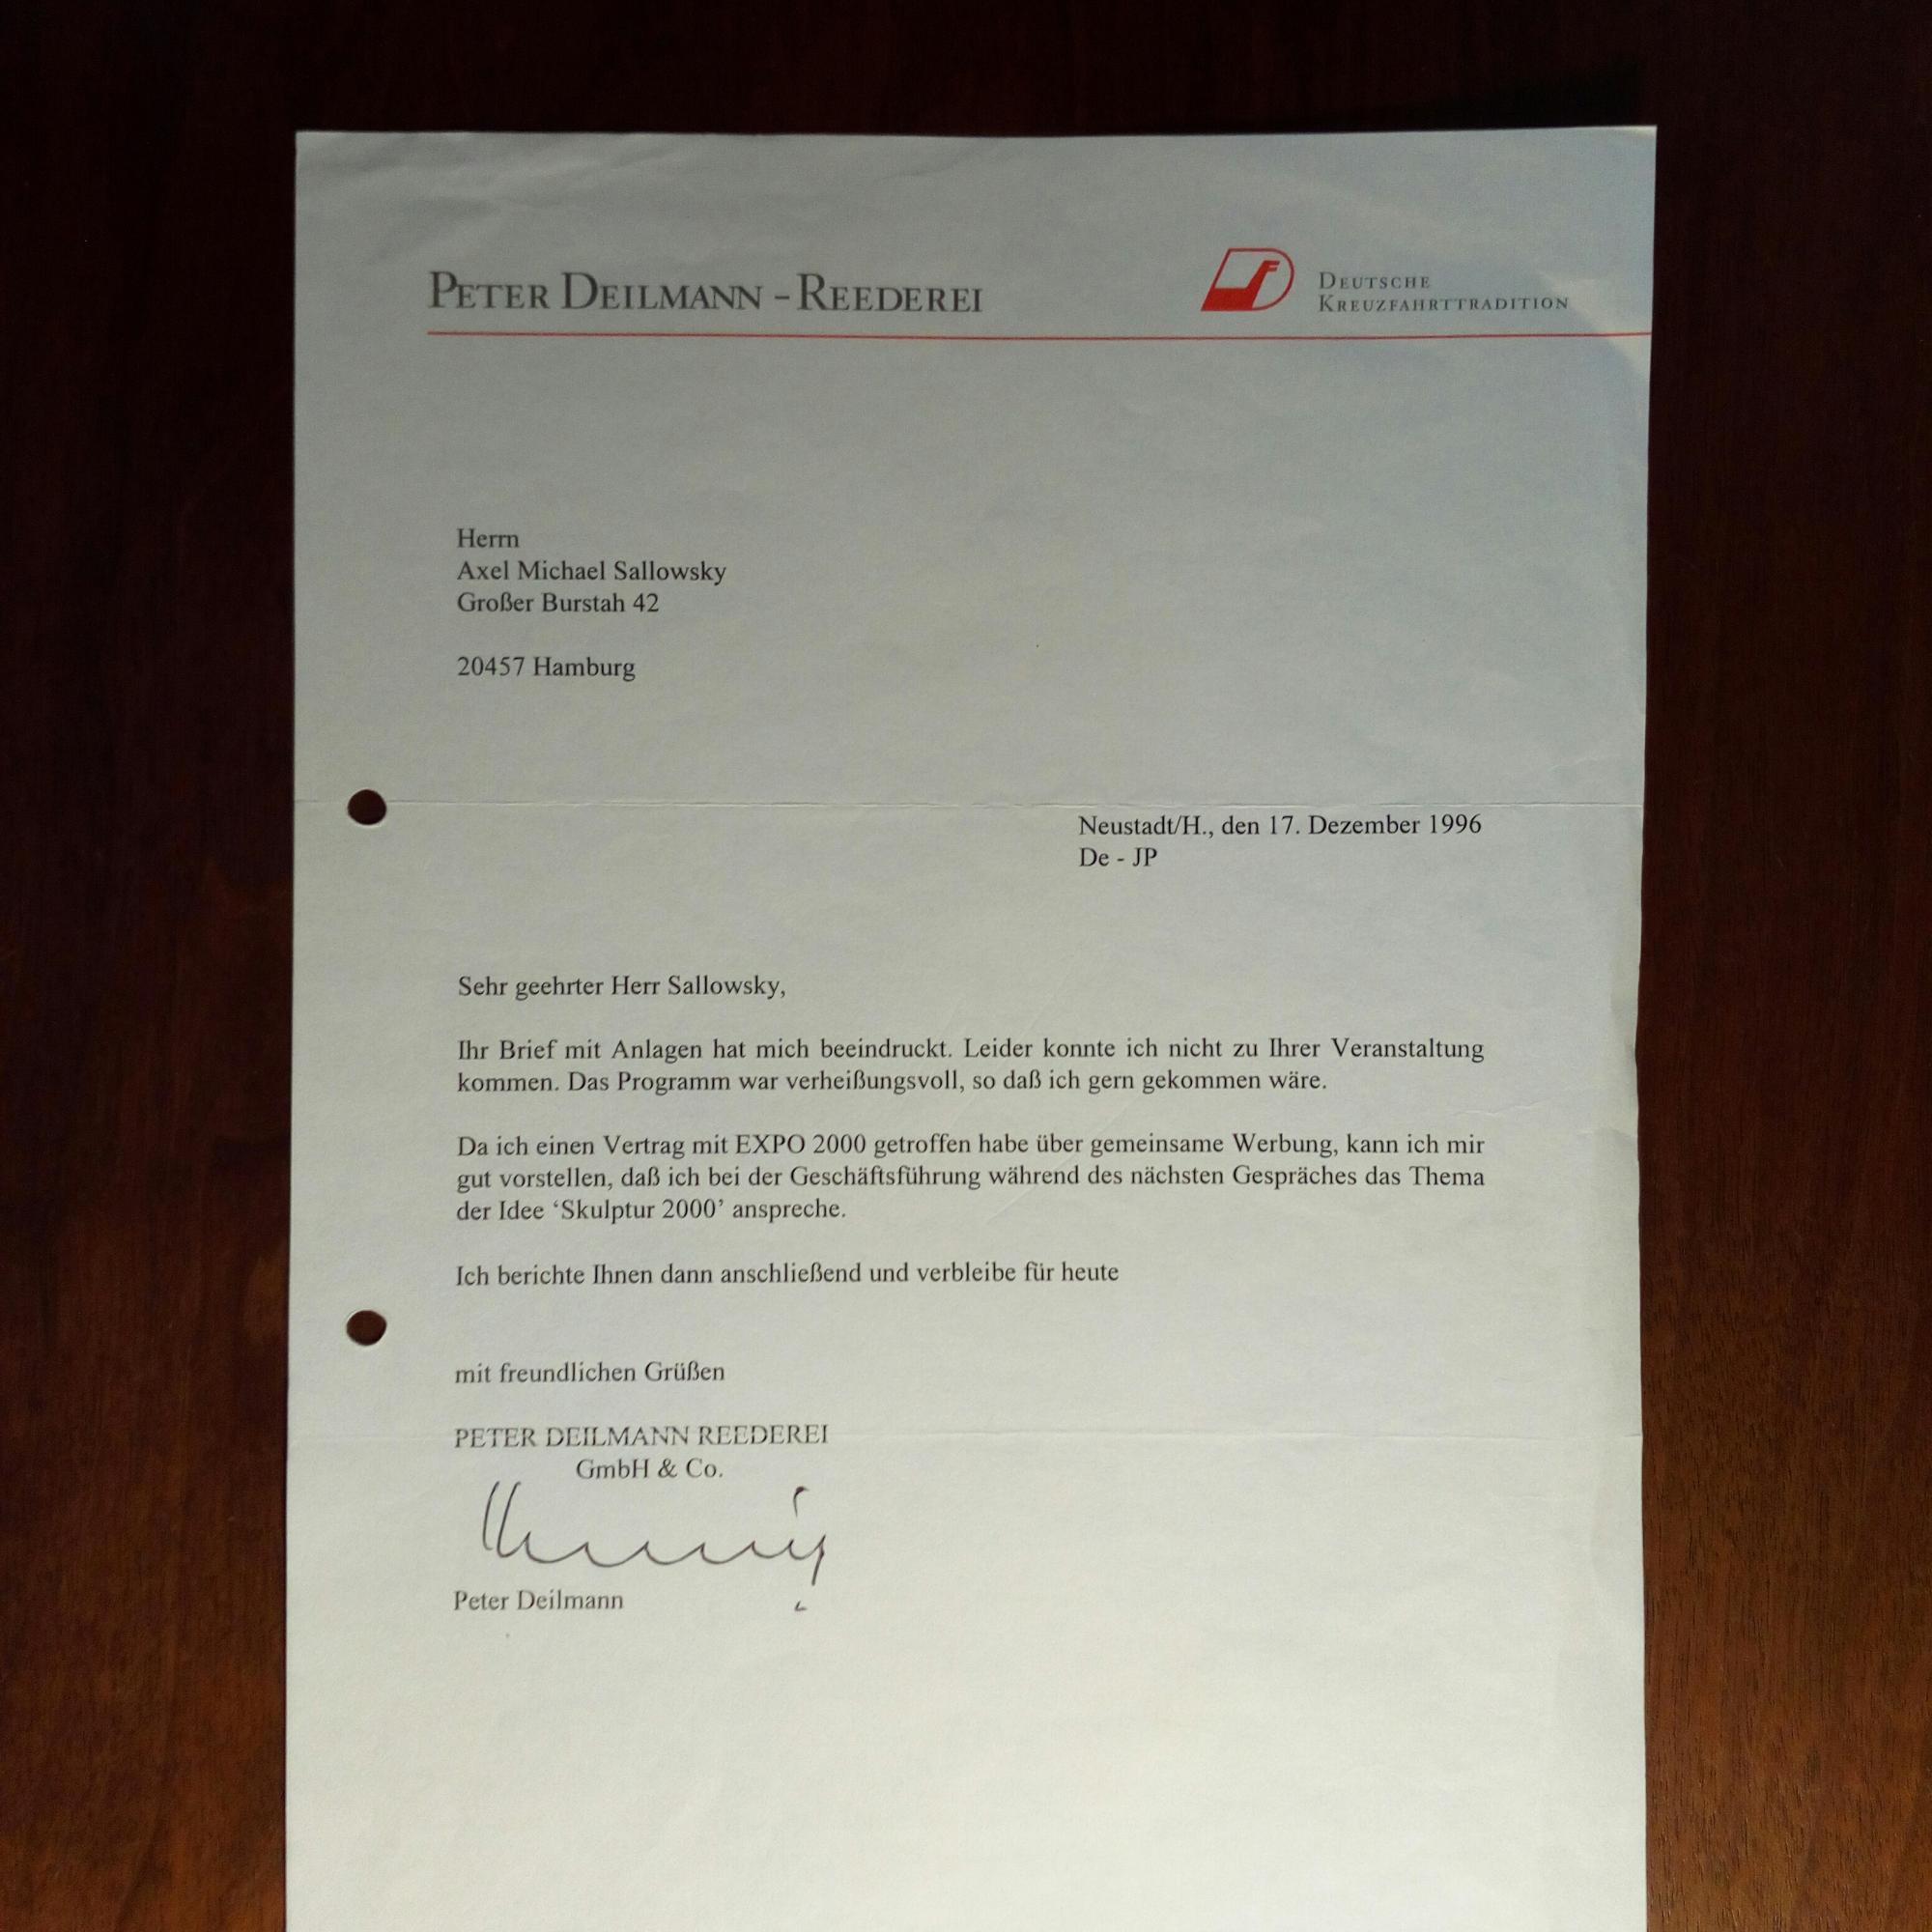 PETER DEILMANN - REEDEREI
DEUTSCHE
KREUZFAHRTTRADITION
Herrn
Axel Michael Sallowsky
Großer Burstah 42
20457 Hamburg
Neustadt/H., den 17. Dezember 1996
De - JP
Sehr geehrter Herr Sallowsky,
Ihr Brief mit Anlagen hat mich beeindruckt. Leider konnte ich nicht zu Ihrer Veranstaltung
kommen. Das Programm war verheißungsvoll, so daß ich gern gekommen wäre.
Da ich einen Vertrag mit EXPO 2000 getroffen habe über gemeinsame Werbung, kann ich mir
gut vorstellen, daß ich bei der Geschäftsführung während des nächsten Gespräches das Thema
der Idee ‘Skulptur 2000’ anspreche.
Ich berichte Ihnen dann anschließend und verbleibe für heute
mit freundlichen Grüßen
PETER DEILMANN REEDEREI
GmbH & Co.
Peter Deilmann